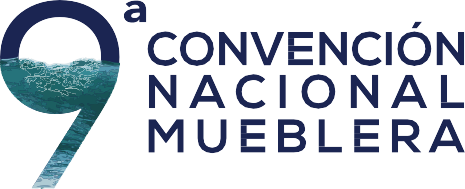 9ª
CONVENCIÓN
NACIONAL
MUEBLERA